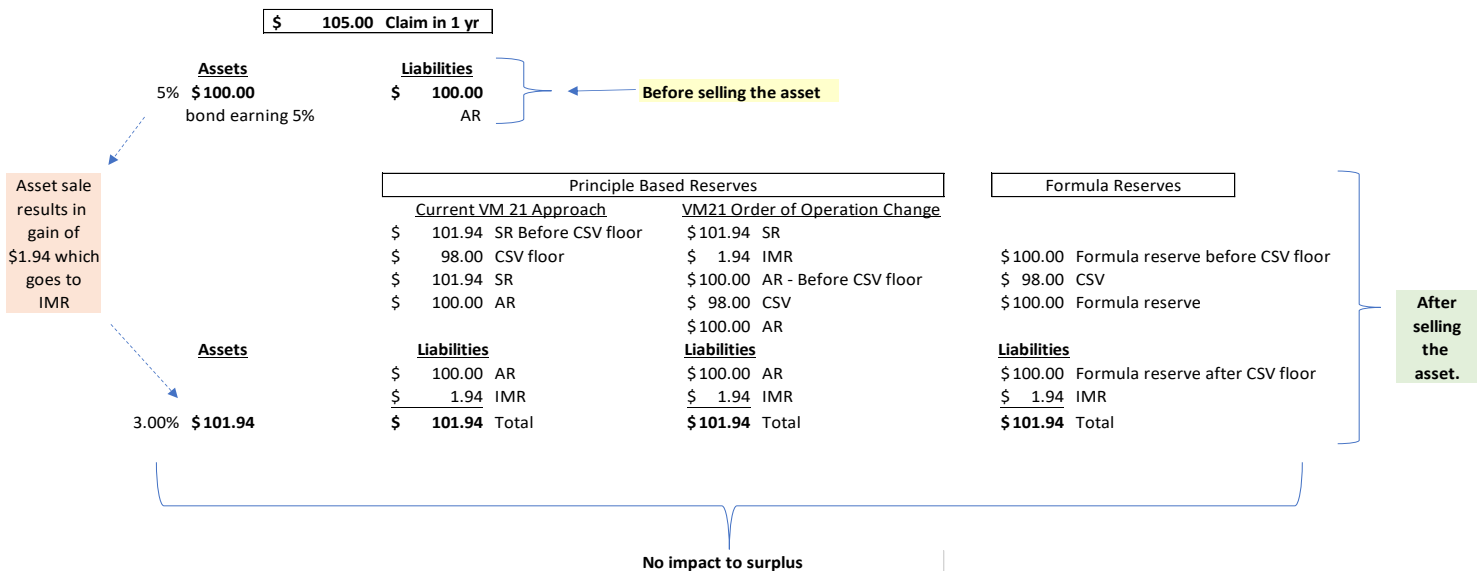 $ 105.00 Claim in 1 yr
Assets Liabilities
5% $100.00 $ 100.00 Before selling the asset
bond earning 5% AR
Asset sale
results in
gain of
$1.94 which
goes to
IMR
Principle Based Reserves Formula Reserves
Current VM 21 Approach VM21 Order of Operation Change
$ 101.94 SR Before CSV floor $101.94 SR
$ 98.00 CSV floor $ 1.94 IMR $100.00 Formula reserve before CSV floor
$ 101.94 SR $100.00 AR - Before CSV floor $ 98.00 CSV
$ 100.00 AR $ 98.00 CSV $100.00 Formula reserve
$100.00 AR
After
selling
the
asset.
Assets Liabilities Liabilities Liabilities
$ 100.00 AR $100.00 AR $100.00 Formula reserve after CSV floor
$ 1.94 IMR $ 1.94 IMR $ 1.94 IMR
3.00% $101.94 $ 101.94 Total $101.94 Total $101.94 Total
No impact to surplus